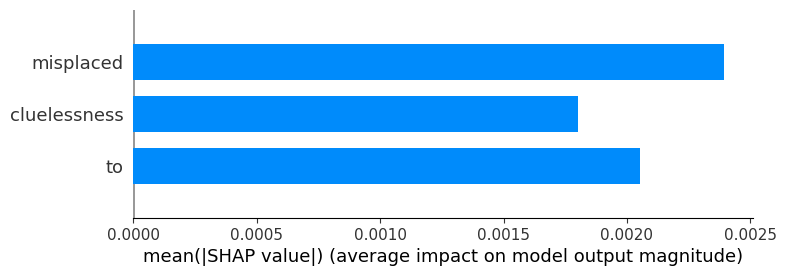 misplaced
cluelessness
to
0.0000 0.0005 0.0010 0.0015 0.0020 0.0025
mean(|SHAP value|) (average impact on model output magnitude)